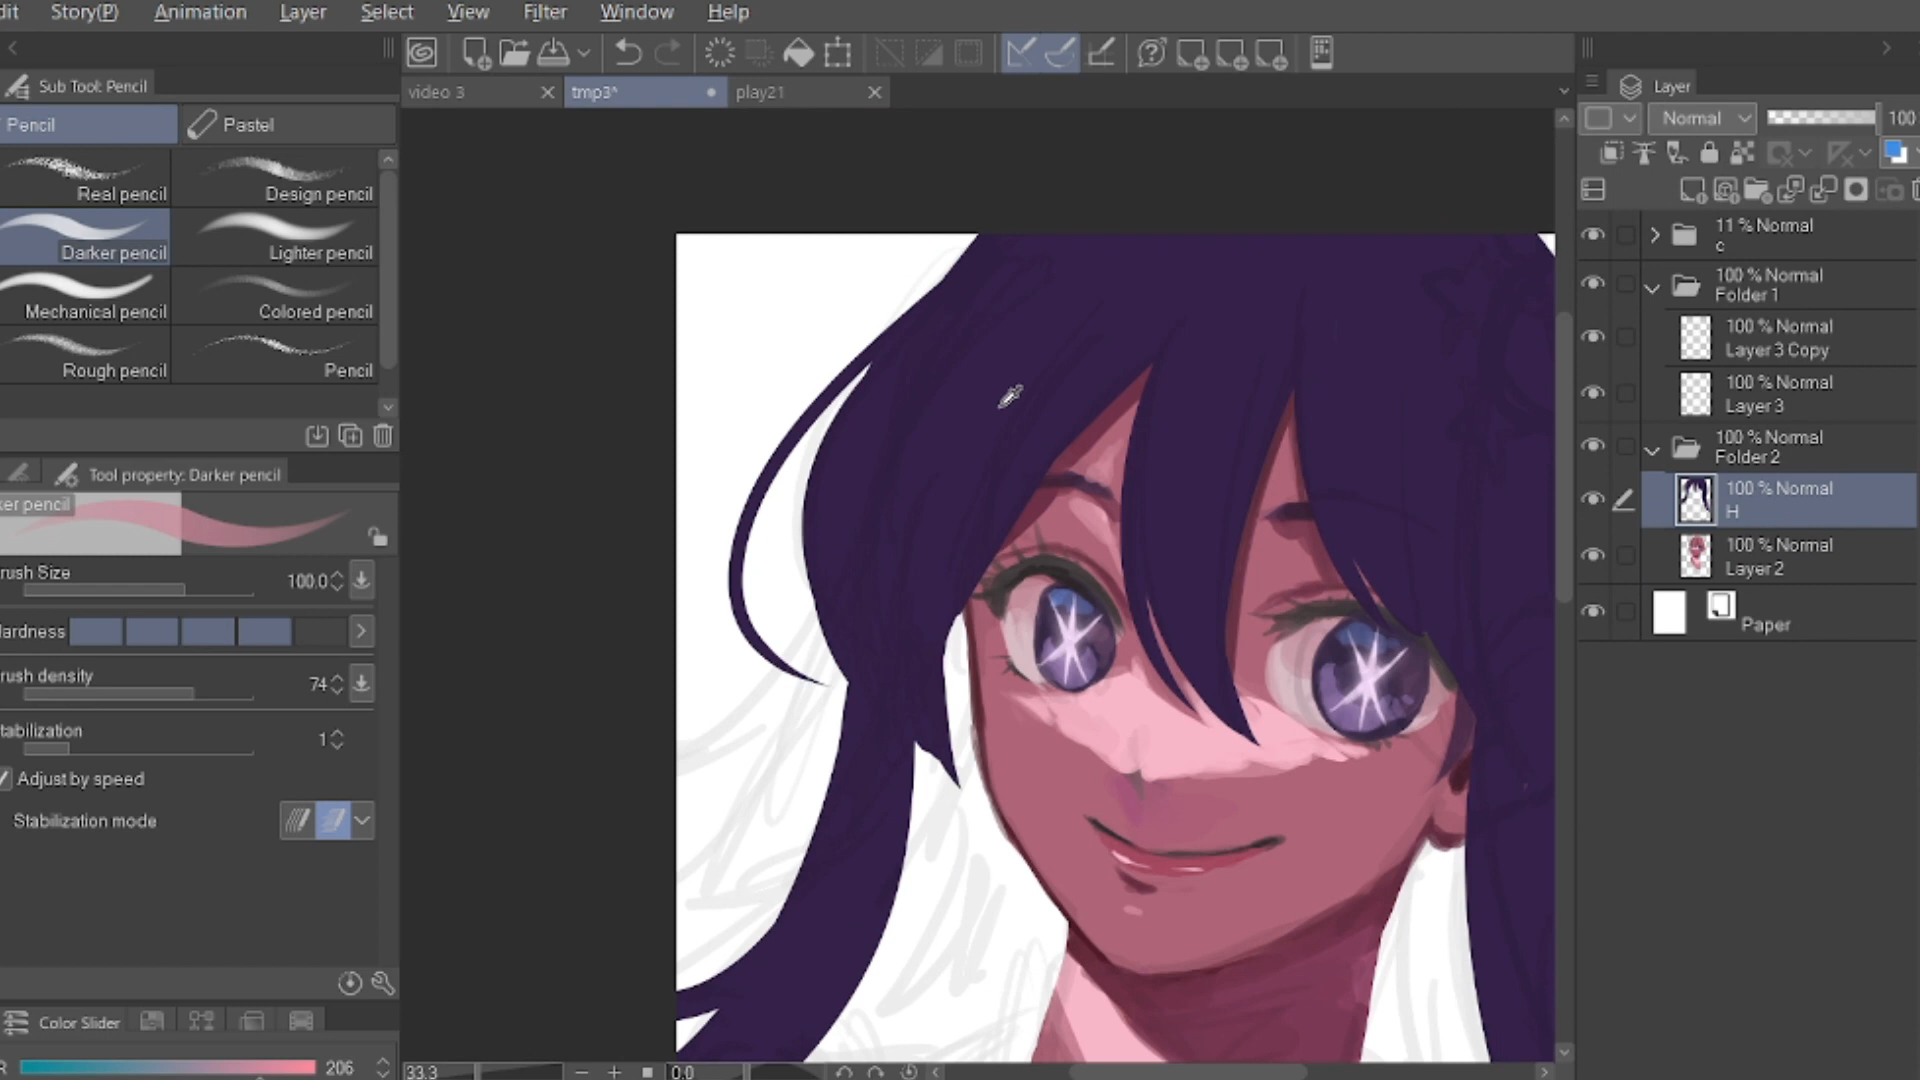 dit Story(P) Animation Layer Select View Filter Window Help
Sub Tool: Pencil
video 3 tmp3* play21
Layer
Pencil Pastel
Normal 100
Real pencil Design pencil
Darker pencil Lighter pencil
Mechanical pencil Colored pencil
Rough pencil Pencil
Tool property: Darker pencil
ker pencil
rush Size 100.0
lardness
rush density 74
tabilization 1
Adjust by speed
Stabilization mode
Color Slider
R 206
33.3 0.0
11 % Normal
c
100 % Normal
Folder 1
100 % Normal
Layer 3 Copy
100 % Normal
Layer 3
100 % Normal
Folder 2
100 % Normal
H
100 % Normal
Layer 2
Paper